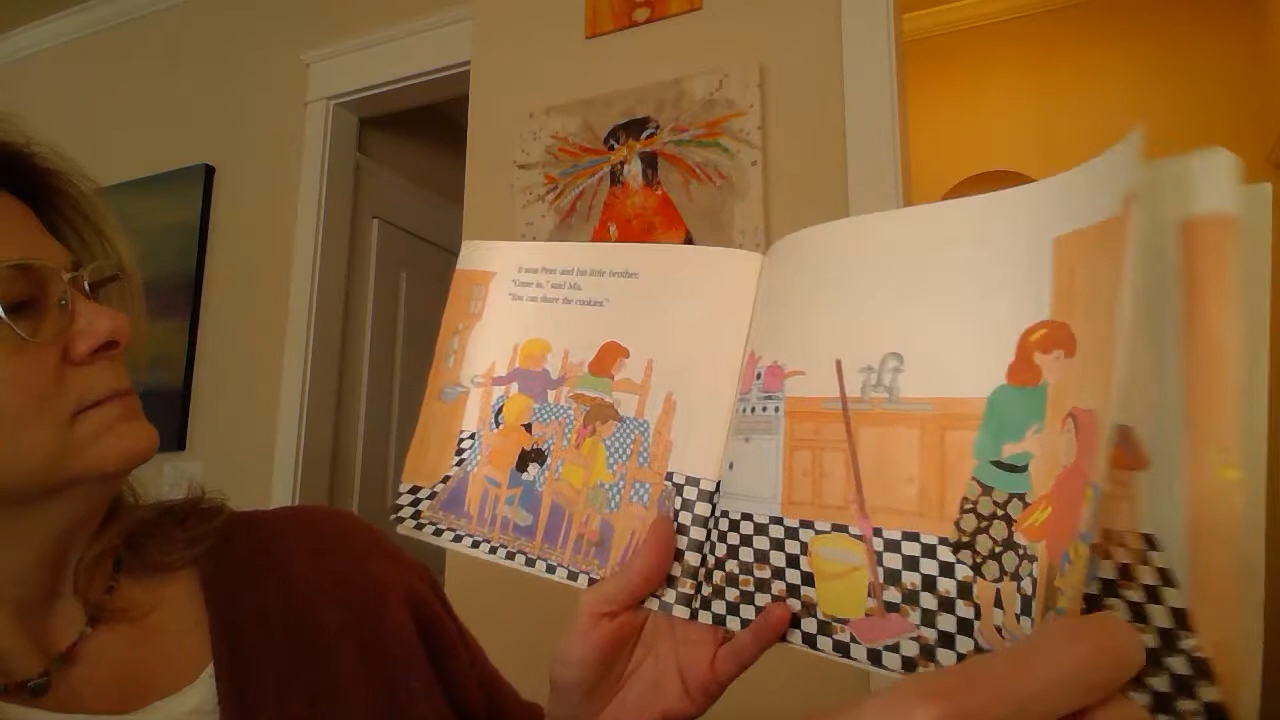 It was Peter and his little brother.
"Come in," said Ma.
"You can share the cookies."